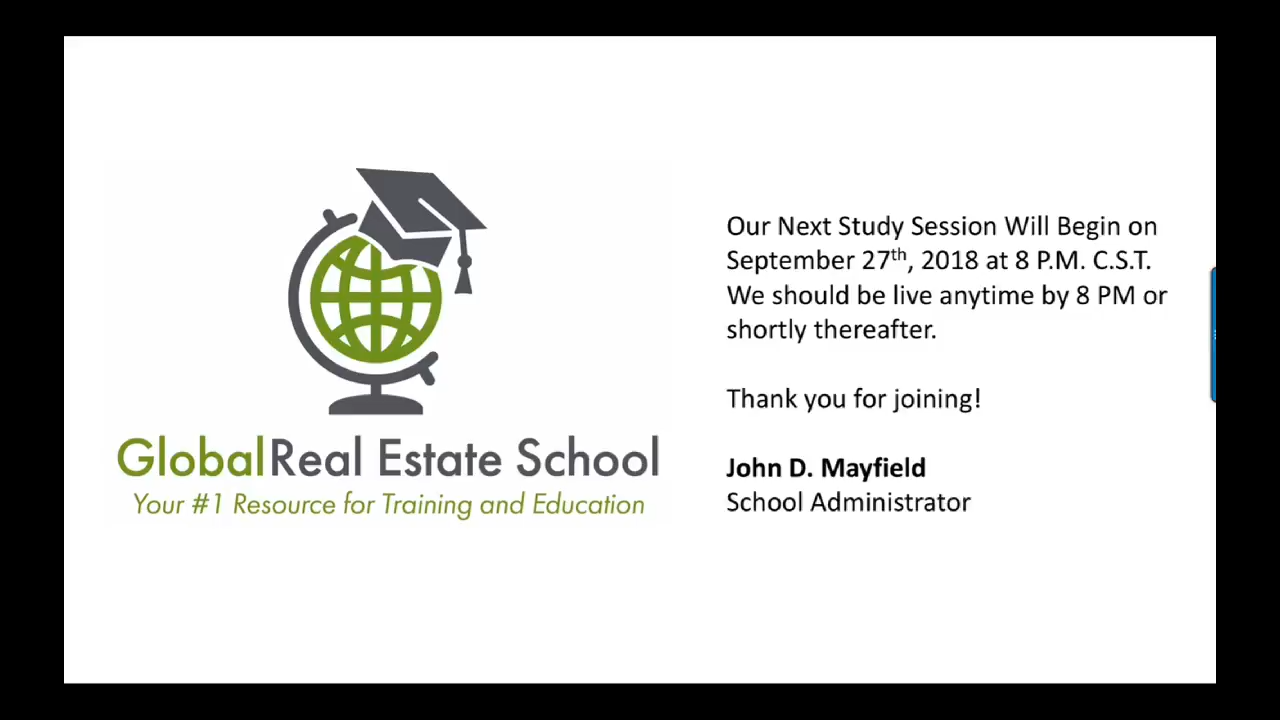 Our Next Study Session Will Begin on
September 27th, 2018 at 8 P.M. C.S.T.
We should be live anytime by 8 PM or
shortly thereafter.
Thank you for joining!
John D. Mayfield
School Administrator
GlobalReal Estate School
Your #1 Resource for Training and Education